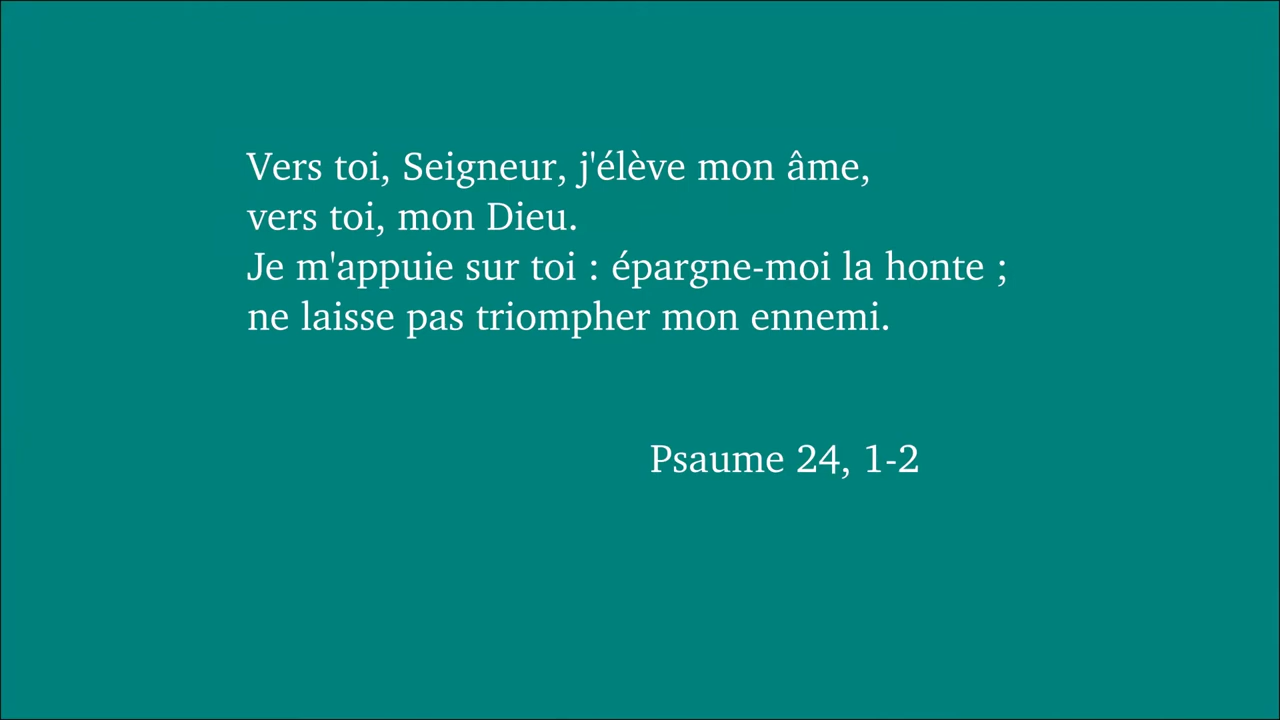 Vers toi, Seigneur, j'élève mon âme,
vers toi, mon Dieu.
Je m'appuie sur toi : épargne-moi la honte ;
ne laisse pas triompher mon ennemi.
Psaume 24, 1-2